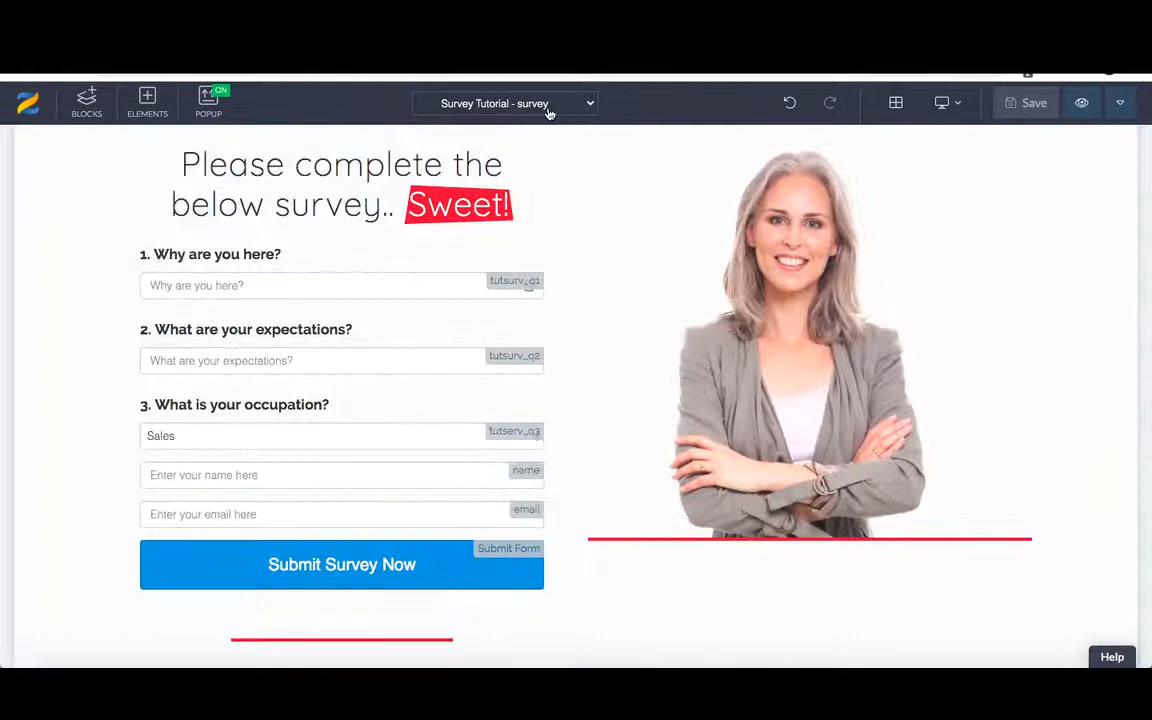 BLOCKS
ELEMENTS
ON
POPUP
Survey Tutorial - survey
Save
Please complete the
below survey.. Sweet!
1. Why are you here?
Why are you here?
tutsurv_q1
2. What are your expectations?
What are your expectations?
tutsurv_q2
3. What is your occupation?
Sales
tutserv_q3
Enter your name here
name
Enter your email here
email
Submit Form
Submit Survey Now
Help